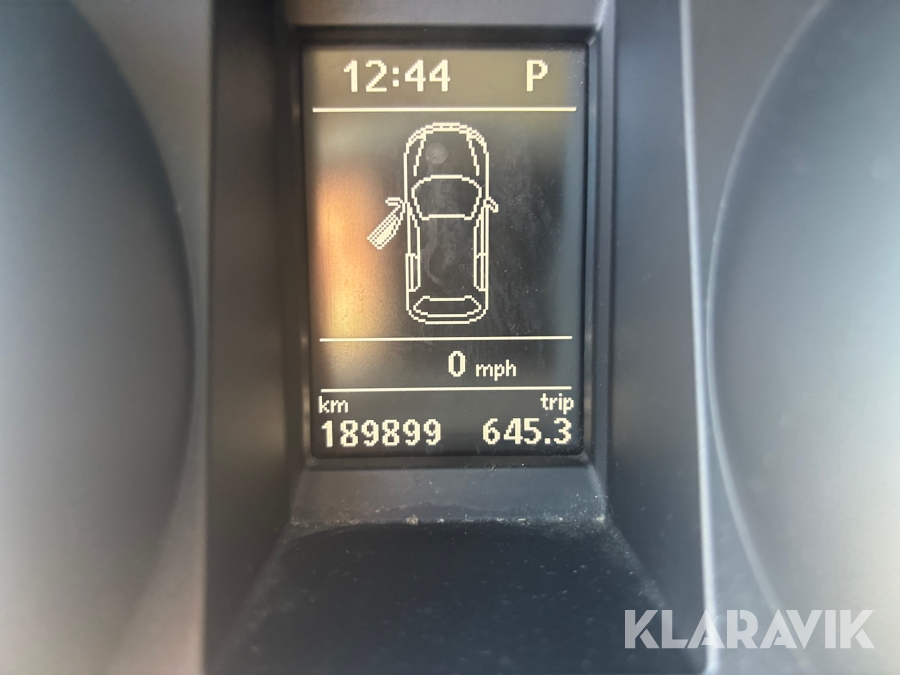 12:44 P
0 mph
km trip
189899 645.3
KLARAVIK